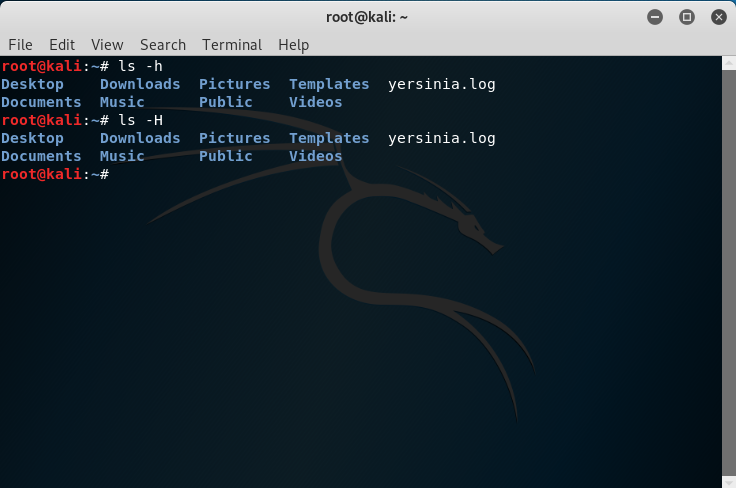 root@kali: ~
File Edit View Search Terminal Help
root@kali:~# ls -h
Desktop    Downloads  Pictures  Templates  yersinia.log
Documents  Music      Public    Videos
root@kali:~# ls -H
Desktop    Downloads  Pictures  Templates  yersinia.log
Documents  Music      Public    Videos
root@kali:~#